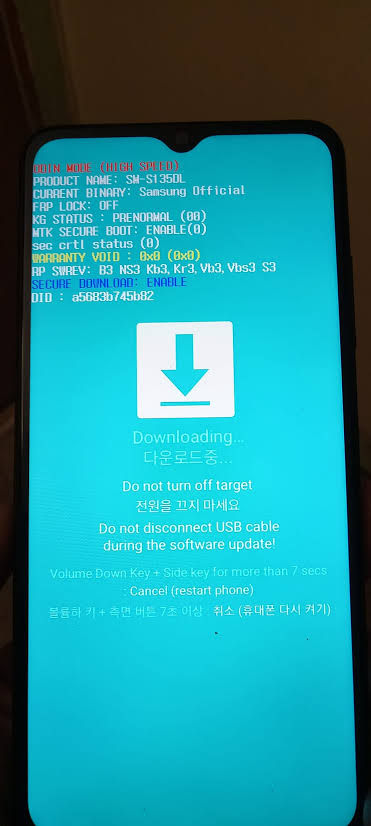 ODIN MODE (HIGH SPEED)
PRODUCT NAME: SM-S135DL
CURRENT BINARY: Samsung Official
FRP LOCK: OFF
KG STATUS : PRENORMAL (00)
MTK SECURE BOOT: ENABLE(0)
sec crtl status (0)
WARRANTY VOID : 0x0 (0x0)
RP SWREV: B3 NS3 Kb3, Kr3, Vb3, Vbs3 S3
SECURE DOWNLOAD: ENABLE
DID : a5683b745b82
Downloading...
다운로드중...
Do not turn off target
전원을 끄지 마세요
Do not disconnect USB cable
during the software update!
Volume Down Key + Side key for more than 7 secs
: Cancel (restart phone)
볼륨하 키 + 측면 버튼 7초 이상 : 취소 (휴대폰 다시 켜기)